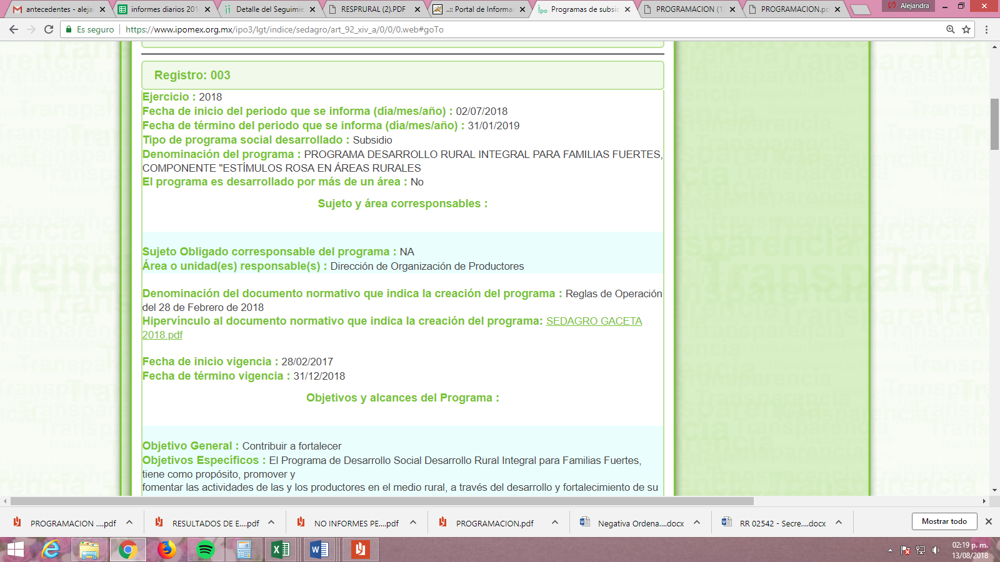 antecedentes - aleja
informes diarios 201
Detalle del Seguimie
RESPRURAL (2).PDF
..:: Portal de Informac
Programas de subsid
PROGRAMACION (1
PROGRAMACION.pd
Alejandra
Es seguro
https://www.ipomex.org.mx/ipo3/lgt/indice/sedagro/art_92_xiv_a/0/0/0.web#goTo
Registro: 003
Ejercicio : 2018
Fecha de inicio del periodo que se informa (día/mes/año) : 02/07/2018
Fecha de término del periodo que se informa (día/mes/año) : 31/01/2019
Tipo de programa social desarrollado : Subsidio
Denominación del programa : PROGRAMA DESARROLLO RURAL INTEGRAL PARA FAMILIAS FUERTES,
COMPONENTE "ESTÍMULOS ROSA EN ÁREAS RURALES
El programa es desarrollado por más de un área : No
Sujeto y área corresponsables :
Sujeto Obligado corresponsable del programa : NA
Área o unidad(es) responsable(s) : Dirección de Organización de Productores
Denominación del documento normativo que indica la creación del programa : Reglas de Operación
del 28 de Febrero de 2018
Hipervínculo al documento normativo que indica la creación del programa: SEDAGRO GACETA
2018.pdf
Fecha de inicio vigencia : 28/02/2017
Fecha de término vigencia : 31/12/2018
Objetivos y alcances del Programa :
Objetivo General : Contribuir a fortalecer
Objetivos Específicos : El Programa de Desarrollo Social Desarrollo Rural Integral para Familias Fuertes,
tiene como propósito, promover y
fomentar las actividades de las y los productores en el medio rural, a través del desarrollo y fortalecimiento de su
PROGRAMACION ....pdf
RESULTADOS DE E....pdf
NO INFORMES PE....pdf
PROGRAMACION.pdf
Negativa Ordena....docx
RR 02542 - Secre....docx
Mostrar todo
02:19 p. m.
13/08/2018